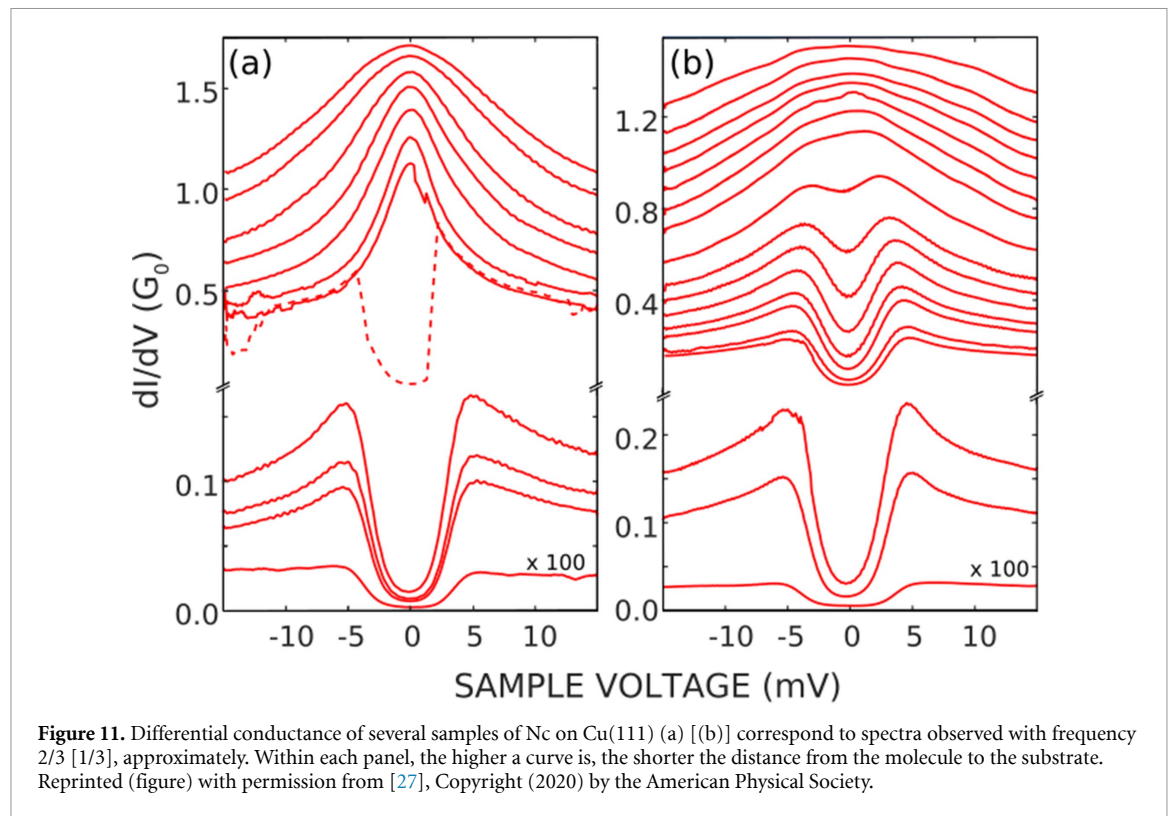 (a)
(b)
1.5
1.0
0.5
0.1
0.0
1.2
0.8
0.4
0.2
0.1
0.0
x 100
x 100
dI/dV (G₀)
-10 -5 0 5 10
-10 -5 0 5 10
SAMPLE VOLTAGE (mV)
Figure 11. Differential conductance of several samples of Nc on Cu(111) (a) [(b)] correspond to spectra observed with frequency
2/3 [1/3], approximately. Within each panel, the higher a curve is, the shorter the distance from the molecule to the substrate.
Reprinted (figure) with permission from [27], Copyright (2020) by the American Physical Society.